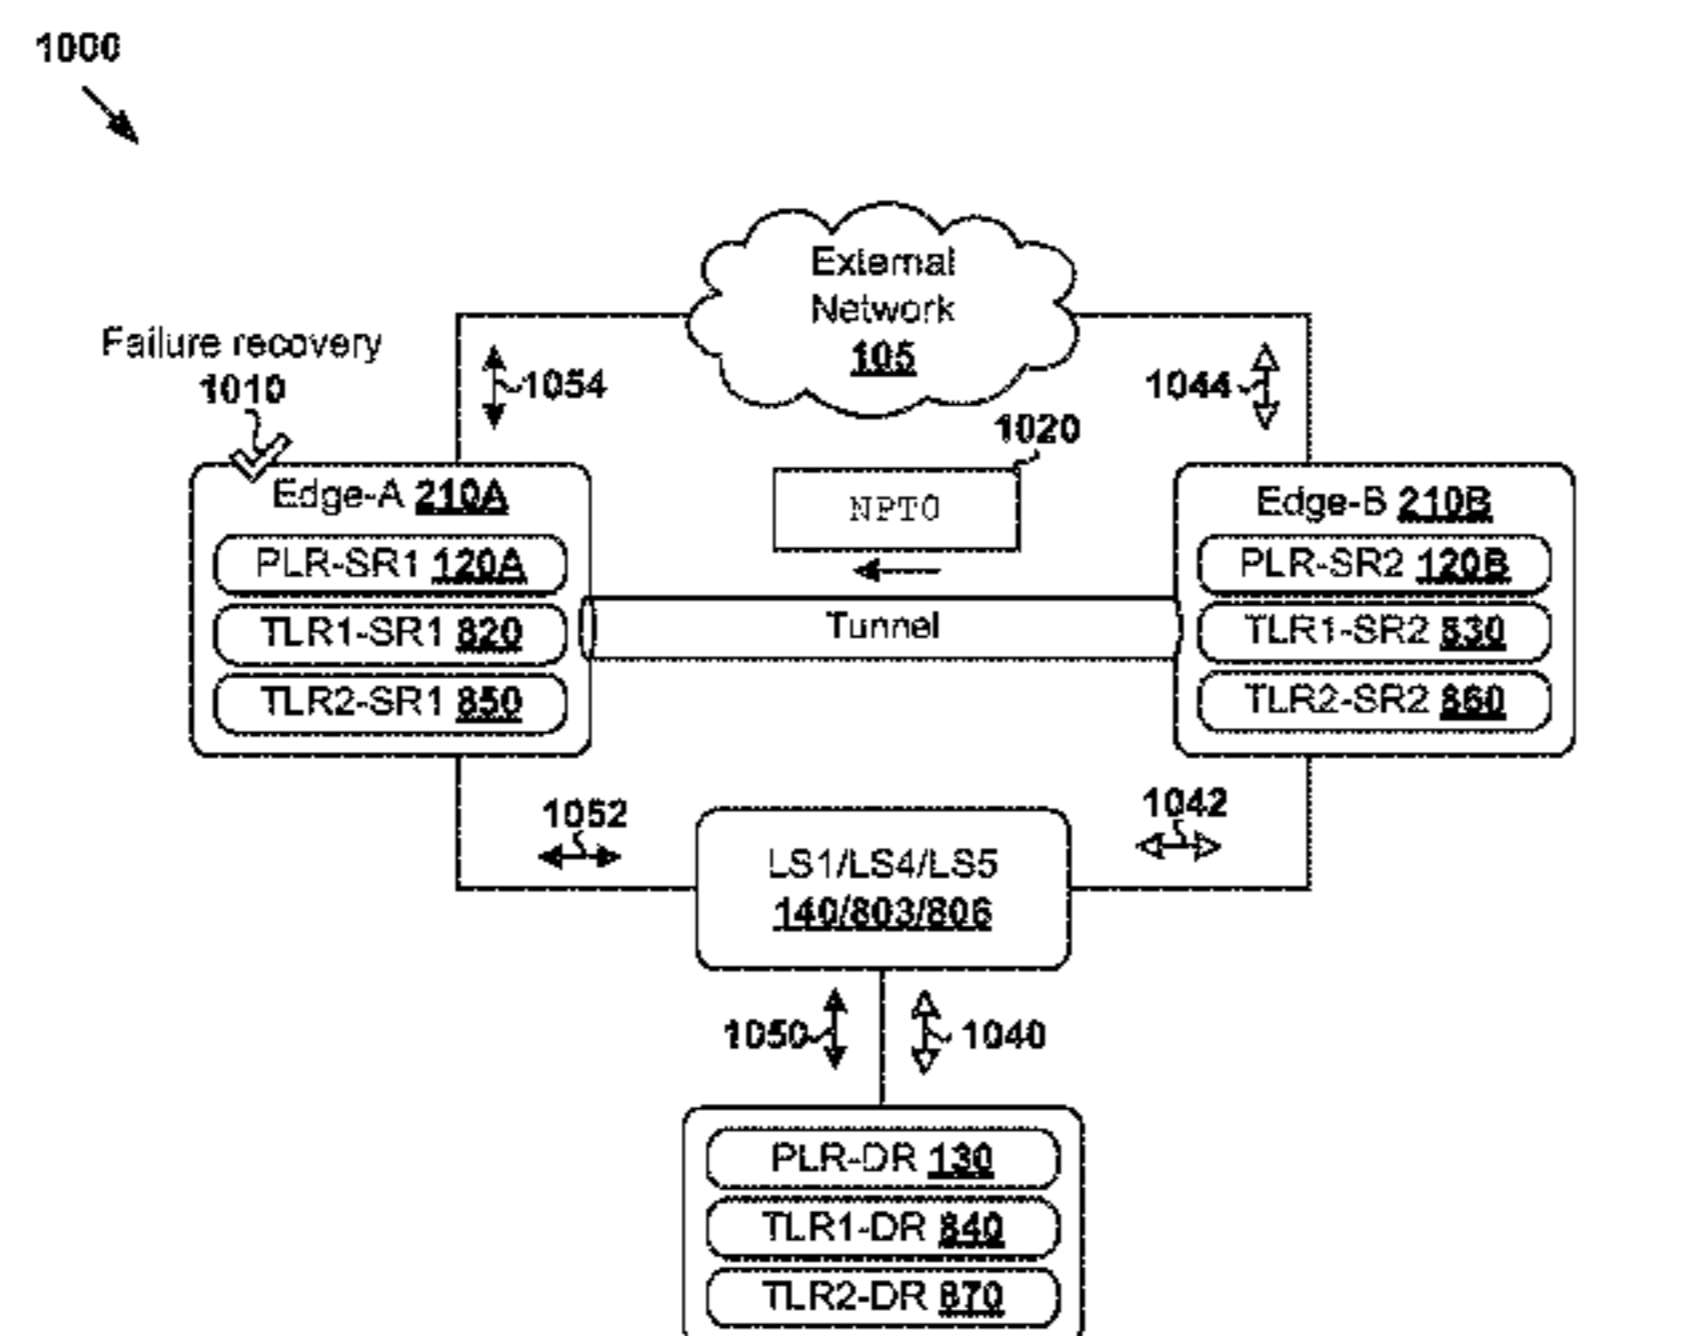 1000
External
Network
105
Failure recovery
1010
1054
1044
1020
NPT0
Edge-A 210A
Edge-B 210B
PLR-SR1 120A
PLR-SR2 120B
TLR1-SR1 820
Tunnel
TLR1-SR2 830
TLR2-SR1 850
TLR2-SR2 860
1052
1042
LS1/LS4/LS5
140/803/806
1050
1040
PLR-DR 130
TLR1-DR 840
TLR2-DR 870